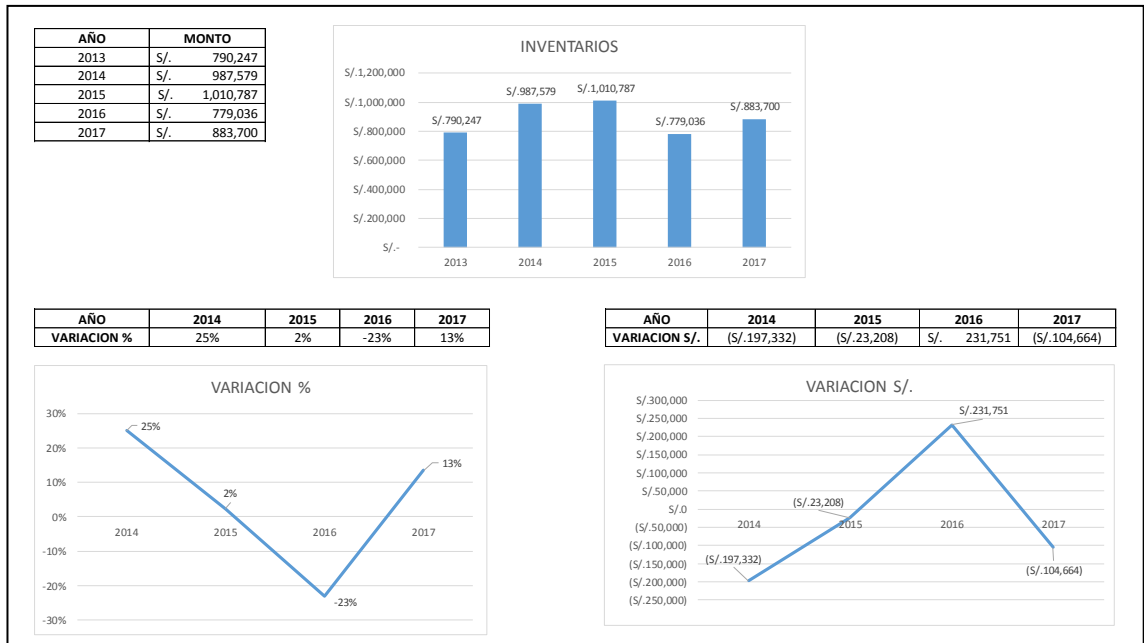 AÑO MONTO
2013 S/. 790,247
2014 S/. 987,579
2015 S/. 1,010,787
2016 S/. 779,036
2017 S/. 883,700
INVENTARIOS
S/.1,200,000
S/.1,000,000
S/.800,000
S/.600,000
S/.400,000
S/.200,000
S/.-
S/.790,247
S/.987,579
S/.1,010,787
S/.779,036
S/.883,700
2013 2014 2015 2016 2017
AÑO 2014 2015 2016 2017
VARIACION % 25% 2% -23% 13%
VARIACION %
30%
20%
10%
0%
-10%
-20%
-30%
25%
2%
-23%
13%
2014 2015 2016 2017
AÑO 2014 2015 2016 2017
VARIACION S/. (S/.197,332) (S/.23,208) S/. 231,751 (S/.104,664)
VARIACION S/.
S/.300,000
S/.250,000
S/.200,000
S/.150,000
S/.100,000
S/.50,000
S/.0
(S/.50,000)
(S/.100,000)
(S/.150,000)
(S/.200,000)
(S/.250,000)
(S/.197,332)
(S/.23,208)
S/.231,751
(S/.104,664)
2014 2015 2016 2017